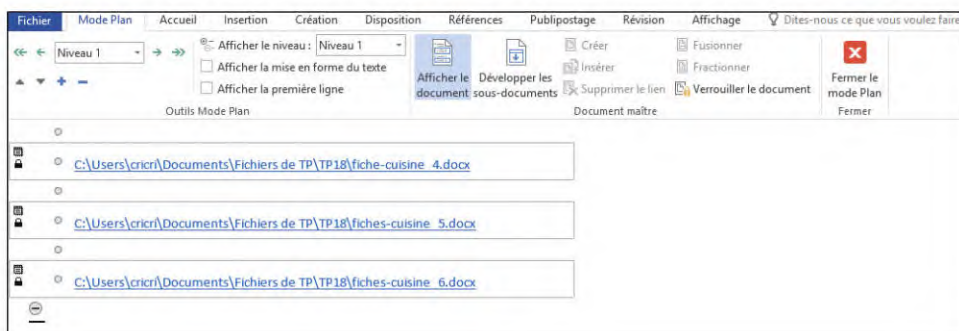 Fichier Mode Plan Accueil Insertion Création Disposition Références Publipostage Révision Affichage Dites-nous ce que vous voulez faire
Niveau 1
Afficher le niveau : Niveau 1
Afficher la mise en forme du texte
Afficher la première ligne
Outils Mode Plan
Afficher le document
Développer les sous-documents
Créer
Insérer
Supprimer le lien
Fusionner
Fractionner
Verrouiller le document
Document maître
Fermer le mode Plan
Fermer
C:\Users\cricri\Documents\Fichiers de TP\TP18\fiche-cuisine_4.docx
C:\Users\cricri\Documents\Fichiers de TP\TP18\fiches-cuisine_5.docx
C:\Users\cricri\Documents\Fichiers de TP\TP18\fiches-cuisine_6.docx